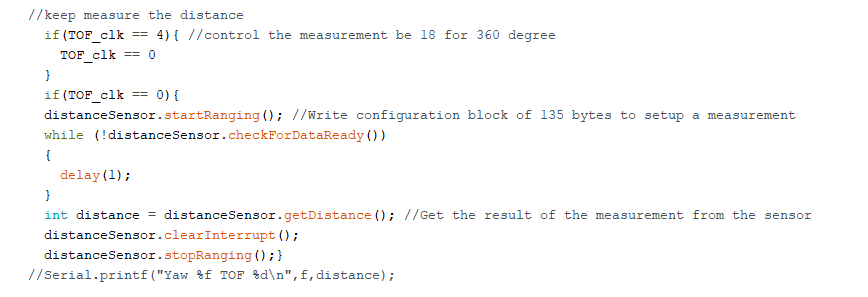 //keep measure the distance
if(TOF_clk == 4){ //control the measurement be 18 for 360 degree
TOF_clk == 0
}
if(TOF_clk == 0){
distanceSensor.startRanging(); //Write configuration block of 135 bytes to setup a measurement
while (!distanceSensor.checkForDataReady())
{
delay(1);
}
int distance = distanceSensor.getDistance(); //Get the result of the measurement from the sensor
distanceSensor.clearInterrupt();
distanceSensor.stopRanging();}
//Serial.printf("Yaw %f TOF %d\n",f,distance);